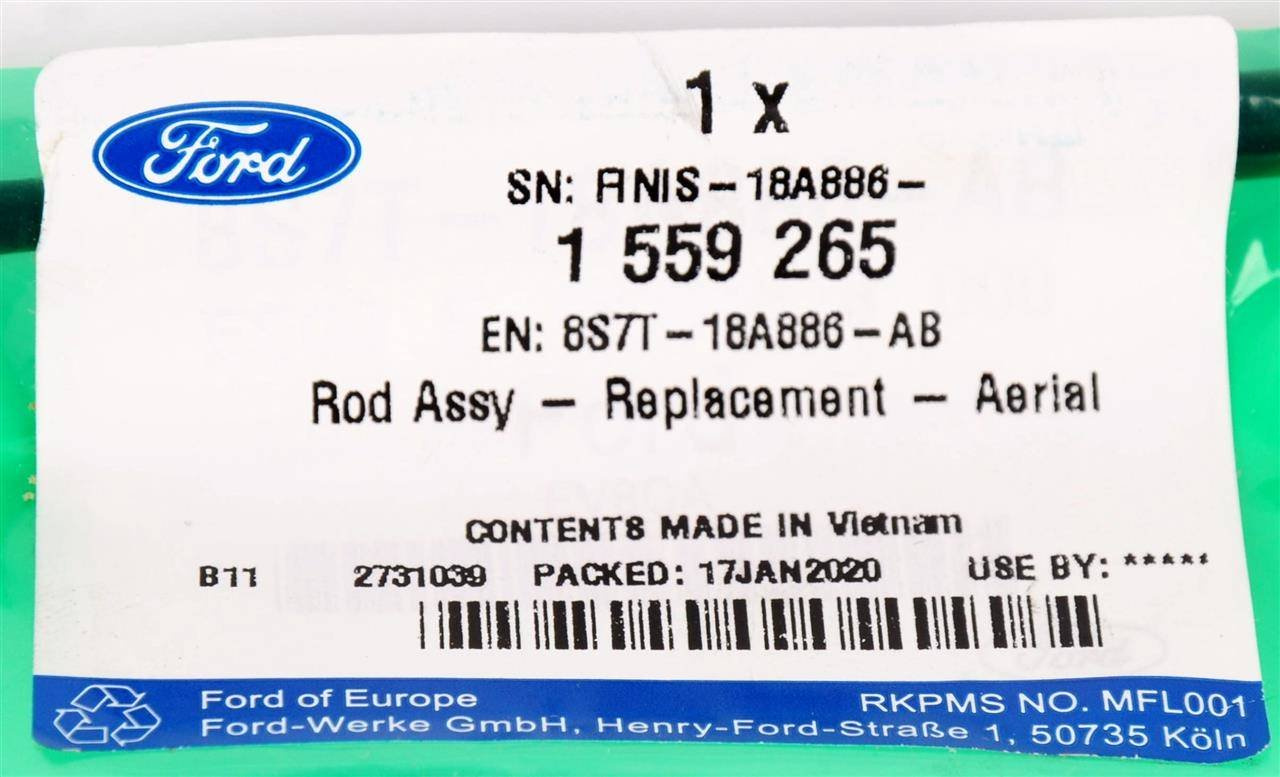 Ford
1 x
SN: FINIS-18A886-
1 559 265
EN: 8S7T-18A886-AB
Rod Assy - Replacement - Aerial
CONTENTS MADE IN Vietnam
B11 2731039 PACKED: 17JAN2020 USE BY: *****
Ford of Europe RKPMS NO. MFL001
Ford-Werke GmbH, Henry-Ford-Straße 1, 50735 Köln